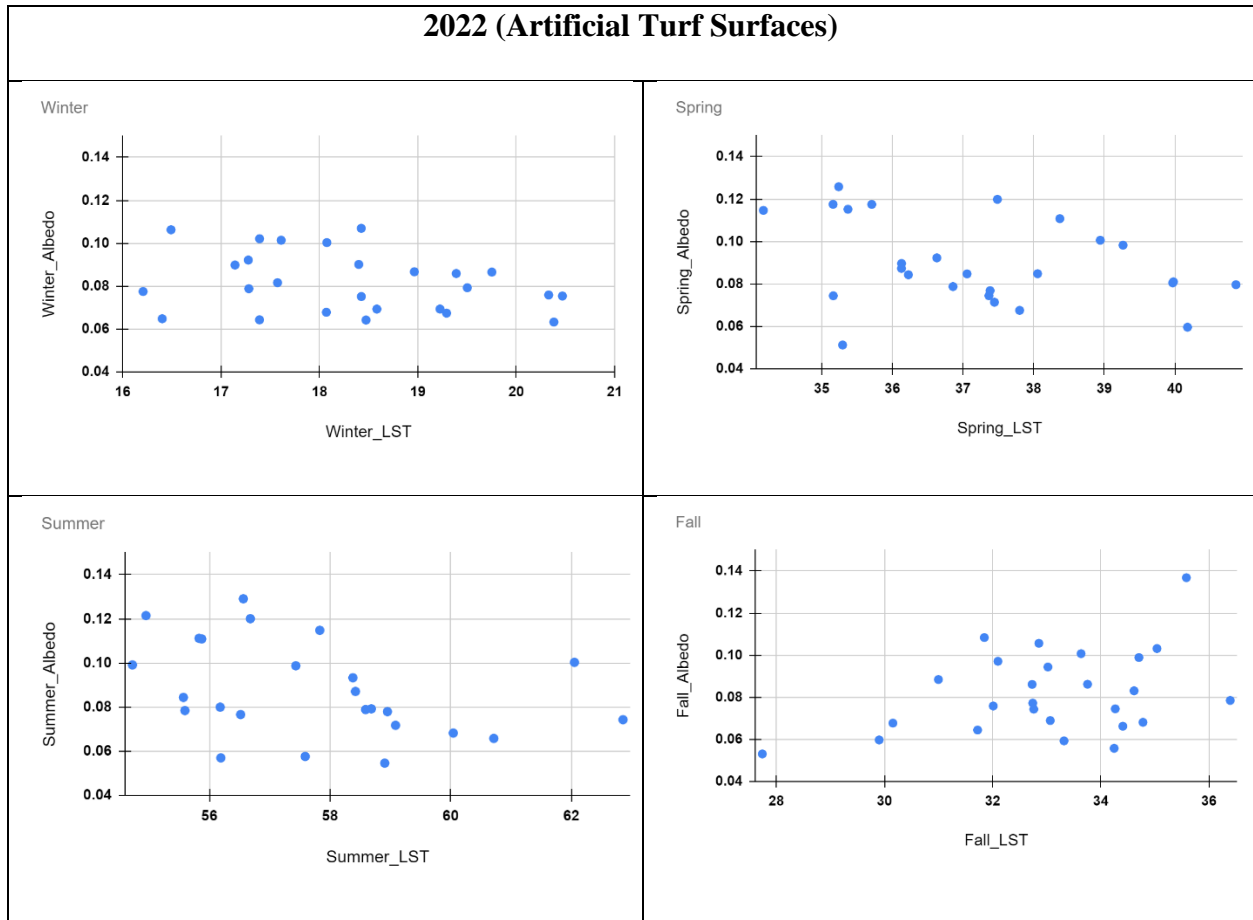 2022 (Artificial Turf Surfaces)
Winter
0.14
0.12
0.10
0.08
0.06
0.04
Winter_Albedo
16 17 18 19 20 21
Winter_LST
Spring
0.14
0.12
0.10
0.08
0.06
0.04
Spring_Albedo
35 36 37 38 39 40
Spring_LST
Summer
0.14
0.12
0.10
0.08
0.06
0.04
Summer_Albedo
56 58 60 62
Summer_LST
Fall
0.14
0.12
0.10
0.08
0.06
0.04
Fall_Albedo
28 30 32 34 36
Fall_LST